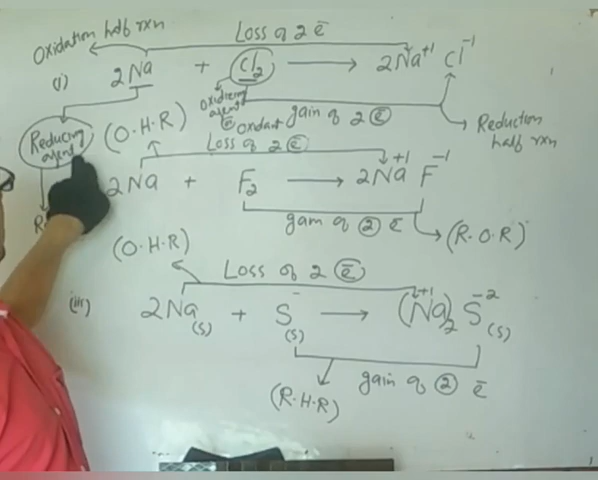 Oxidation half rxn
Loss of 2 ē
(i) 2Na + Cl₂ ⟶ 2Na⁺¹ Cl⁻¹
Oxidizing agent
gain of 2 ē
Oxidant
Reduction half rxn
Reducing agent
(O.H.R)
Loss of 2 ē
2Na + F₂ ⟶ 2Na⁺¹ F⁻¹
gain of 2 ē
(R.O.R)
(O.H.R)
Loss of 2 ē
(iii) 2Na(s) + S(s) ⟶ (Na⁺¹)₂ S⁻²(s)
gain of 2 ē
(R.H.R)